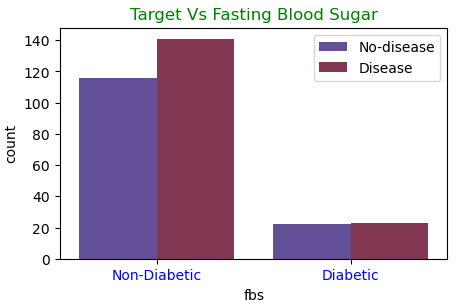 Target Vs Fasting Blood Sugar
No-disease
Disease
140
120
100
80
60
40
20
0
count
Non-Diabetic
Diabetic
fbs